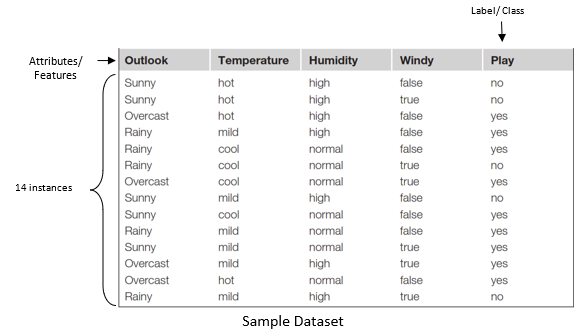 Label/ Class
Attributes/
Features
Outlook Temperature Humidity Windy Play
Sunny hot high false no
Sunny hot high true no
Overcast hot high false yes
Rainy mild high false yes
Rainy cool normal false yes
Rainy cool normal true no
Overcast cool normal true yes
Sunny mild high false no
Sunny cool normal false yes
Rainy mild normal false yes
Sunny mild normal true yes
Overcast mild high true yes
Overcast hot normal false yes
Rainy mild high true no
14 instances
Sample Dataset